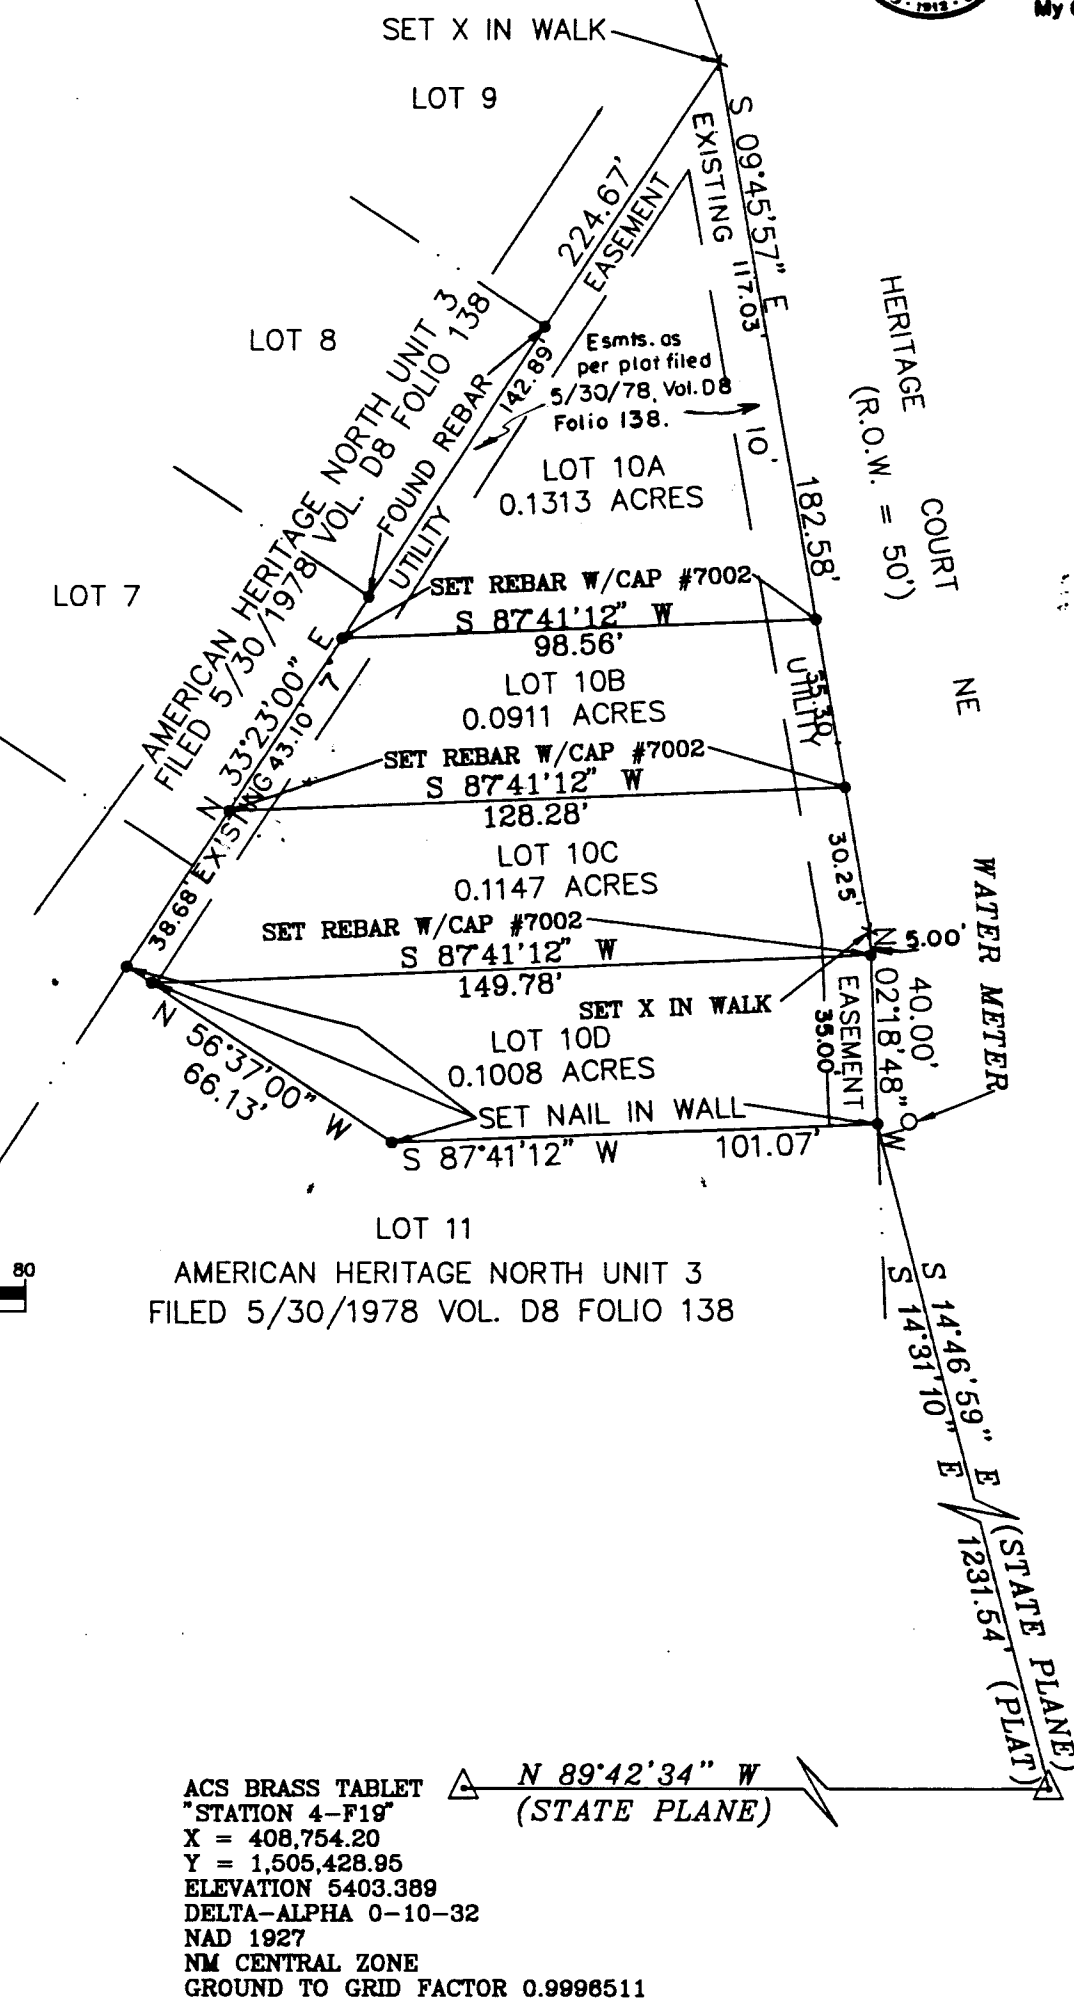 1912
My
SET X IN WALK
LOT 9
S 09°45'57" E
EXISTING
117.03'
224.67'
EASEMENT
HERITAGE COURT NE
(R.O.W. = 50')
LOT 8
AMERICAN HERITAGE NORTH UNIT 3
FILED 5/30/1978 VOL. D8 FOLIO 138
FOUND REBAR
142.89'
Esmts. as
per plat filed
5/30/78, Vol. D8
Folio 138.
10'
LOT 10A
0.1313 ACRES
182.58'
UTILITY
LOT 7
SET REBAR W/CAP #7002
S 87°41'12" W
98.56'
N 33°23'00" E
7'
43.10'
EXISTING
LOT 10B
0.0911 ACRES
UTILITY
35.30'
SET REBAR W/CAP #7002
S 87°41'12" W
128.28'
LOT 10C
0.1147 ACRES
30.25'
38.68'
SET REBAR W/CAP #7002
S 87°41'12" W
149.78'
5.00'
WATER METER
SET X IN WALK
N 02°18'48" W
40.00'
EASEMENT
35.00'
LOT 10D
0.1008 ACRES
N 56°37'00" W
66.13'
SET NAIL IN WALL
S 87°41'12" W
101.07'
LOT 11
AMERICAN HERITAGE NORTH UNIT 3
FILED 5/30/1978 VOL. D8 FOLIO 138
80
S 14°46'59" E (STATE PLANE)
S 14°31'10" E
1231.54' (PLAT)
N 89°42'34" W
(STATE PLANE)
ACS BRASS TABLET
"STATION 4-F19"
X = 408,754.20
Y = 1,505,428.95
ELEVATION 5403.389
DELTA-ALPHA 0-10-32
NAD 1927
NM CENTRAL ZONE
GROUND TO GRID FACTOR 0.9996511